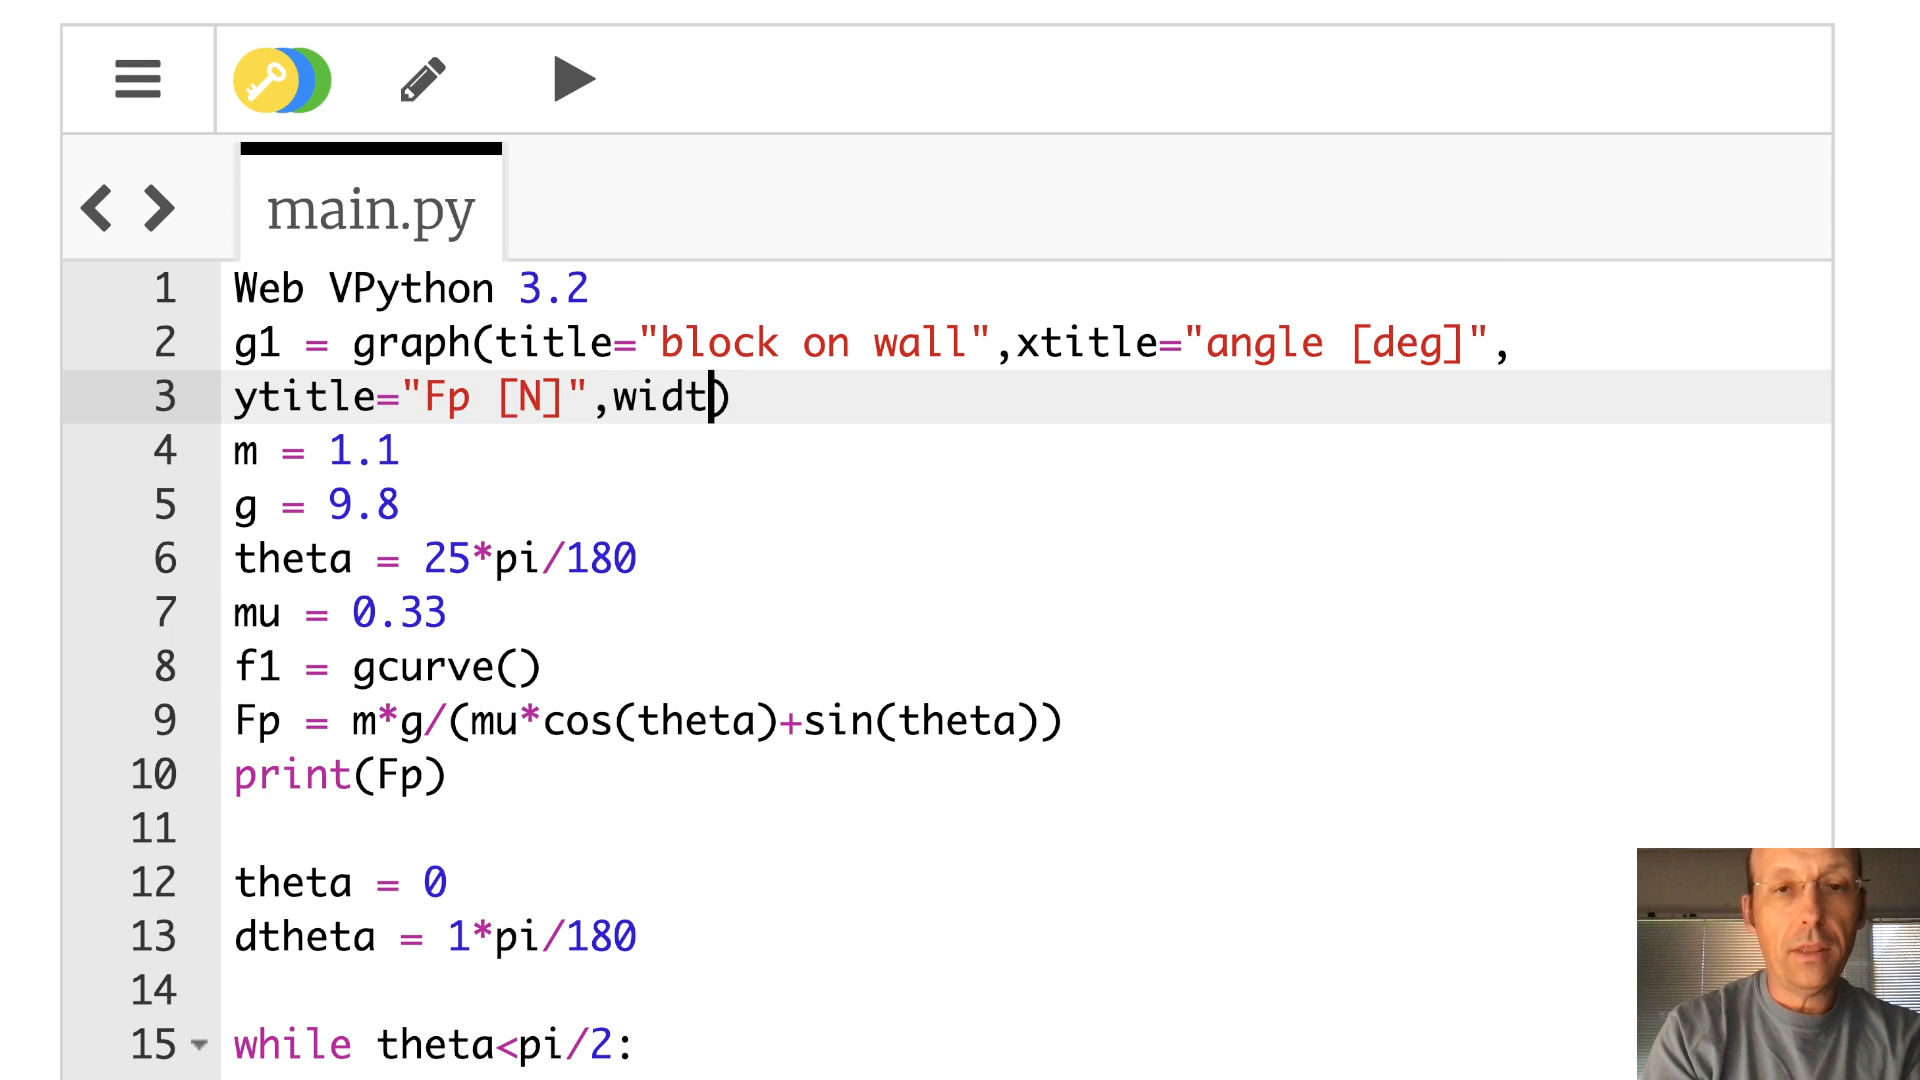 main.py
1 Web VPython 3.2
2 g1 = graph(title="block on wall",xtitle="angle [deg]",
3 ytitle="Fp [N]",widt)
4 m = 1.1
5 g = 9.8
6 theta = 25*pi/180
7 mu = 0.33
8 f1 = gcurve()
9 Fp = m*g/(mu*cos(theta)+sin(theta))
10 print(Fp)
11
12 theta = 0
13 dtheta = 1*pi/180
14
15 while theta<pi/2: